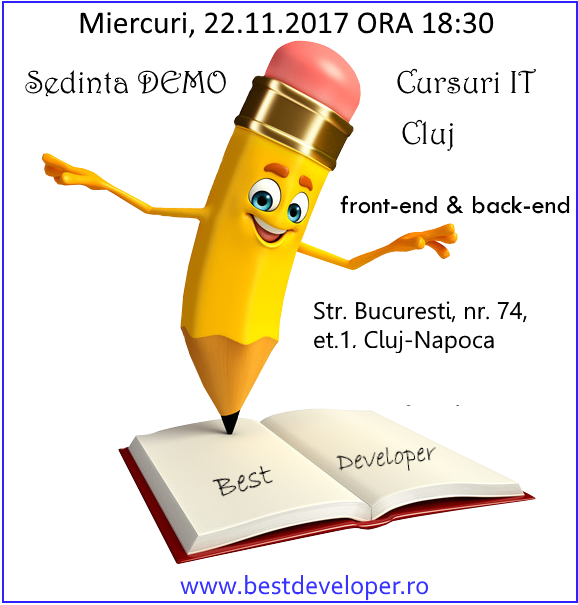 Miercuri, 22.11.2017 ORA 18:30
Sedinta DEMO
Cursuri IT
Cluj
front-end & back-end
Str. Bucuresti, nr. 74,
et.1. Cluj-Napoca
Best Developer
www.bestdeveloper.ro